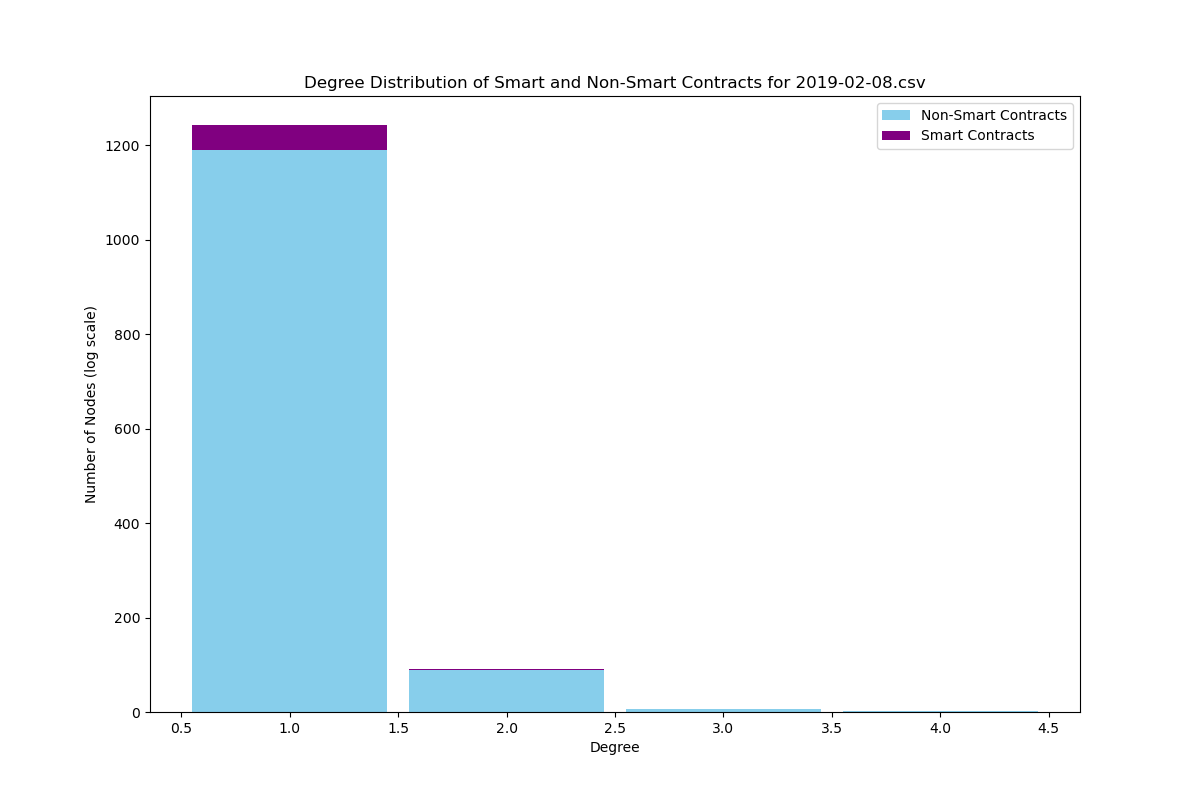 Degree Distribution of Smart and Non-Smart Contracts for 2019-02-08.csv
Non-Smart Contracts
Smart Contracts
1200
1000
800
600
400
200
0
Number of Nodes (log scale)
0.5 1.0 1.5 2.0 2.5 3.0 3.5 4.0 4.5
Degree